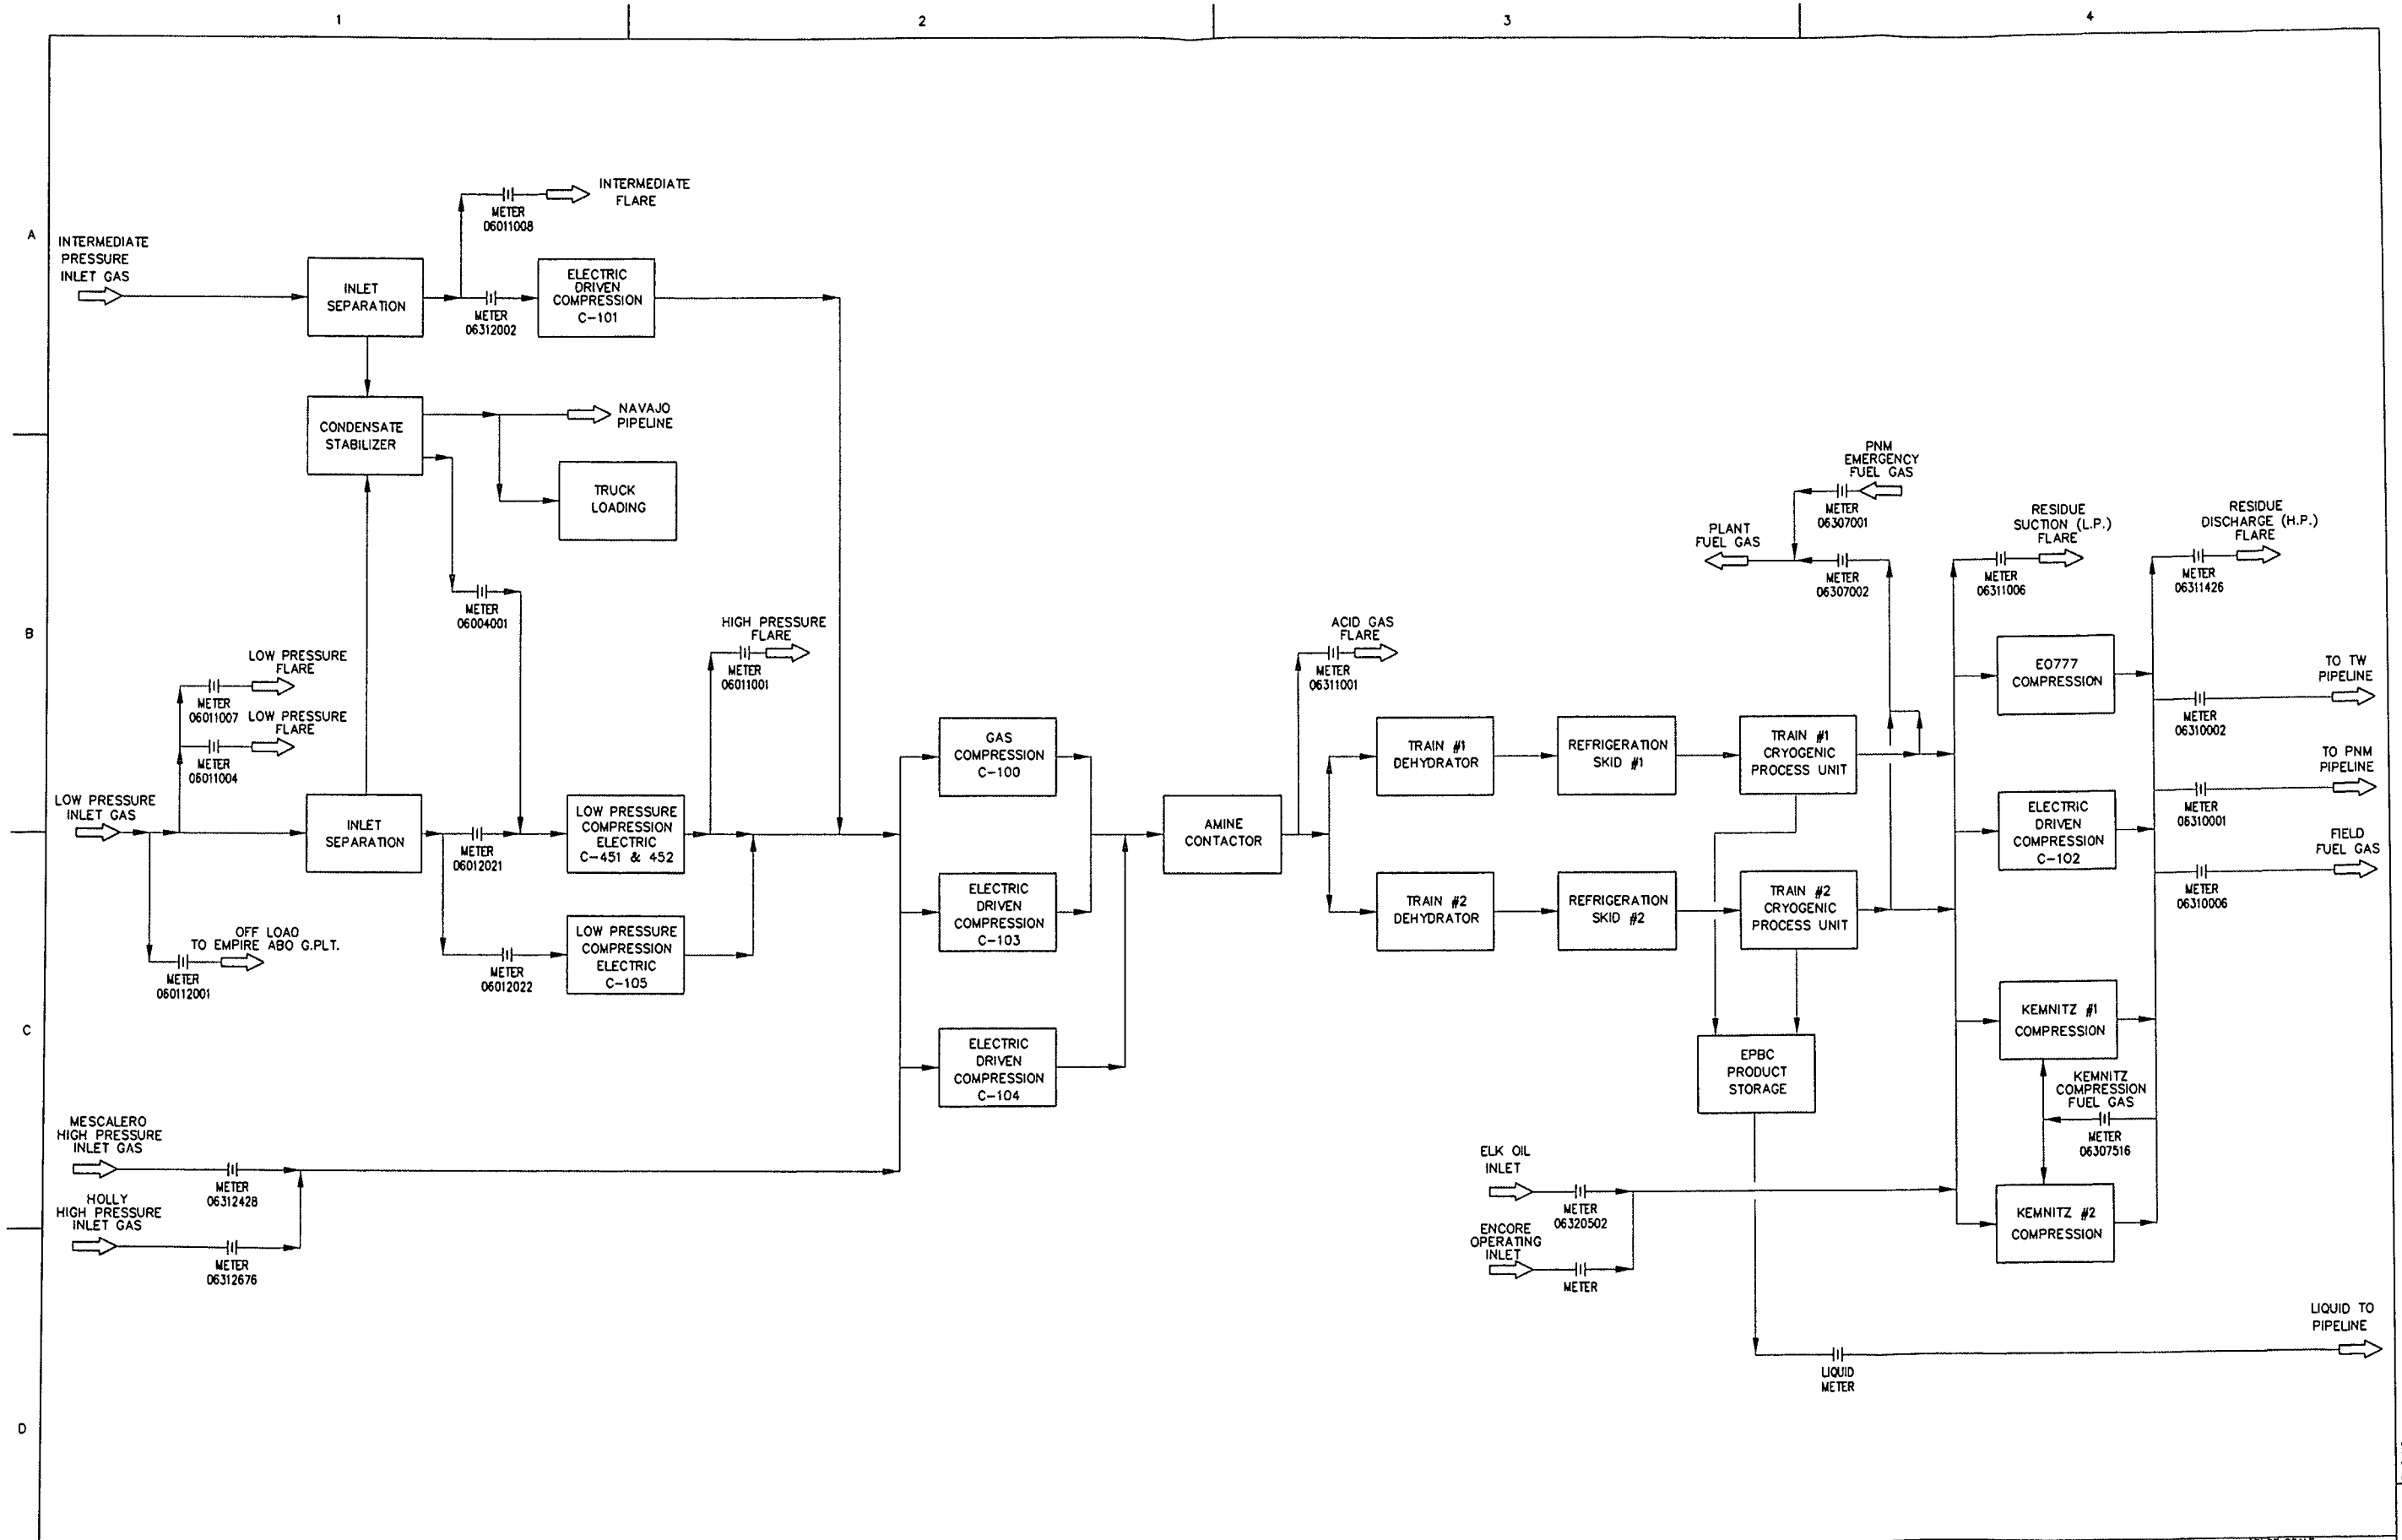 1
2
3
4
A
B
C
D
INTERMEDIATE
PRESSURE
INLET GAS
INLET
SEPARATION
METER
06011008
INTERMEDIATE
FLARE
METER
06312002
ELECTRIC
DRIVEN
COMPRESSION
C-101
CONDENSATE
STABILIZER
NAVAJO
PIPELINE
TRUCK
LOADING
METER
06004001
LOW PRESSURE
FLARE
METER
06011007
LOW PRESSURE
FLARE
METER
06011004
LOW PRESSURE
INLET GAS
INLET
SEPARATION
METER
06012021
LOW PRESSURE
COMPRESSION
ELECTRIC
C-451 & 452
HIGH PRESSURE
FLARE
METER
06011001
OFF LOAD
TO EMPIRE ABO G.PLT.
METER
060112001
METER
06012022
LOW PRESSURE
COMPRESSION
ELECTRIC
C-105
MESCALERO
HIGH PRESSURE
INLET GAS
METER
06312428
HOLLY
HIGH PRESSURE
INLET GAS
METER
06312676
GAS
COMPRESSION
C-100
ELECTRIC
DRIVEN
COMPRESSION
C-103
ELECTRIC
DRIVEN
COMPRESSION
C-104
AMINE
CONTACTOR
ACID GAS
FLARE
METER
06311001
TRAIN #1
DEHYDRATOR
REFRIGERATION
SKID #1
TRAIN #1
CRYOGENIC
PROCESS UNIT
TRAIN #2
DEHYDRATOR
REFRIGERATION
SKID #2
TRAIN #2
CRYOGENIC
PROCESS UNIT
PNM
EMERGENCY
FUEL GAS
METER
06307001
PLANT
FUEL GAS
METER
06307002
EPBC
PRODUCT
STORAGE
ELK OIL
INLET
METER
06320502
ENCORE
OPERATING
INLET
METER
LIQUID
METER
RESIDUE
SUCTION (L.P.)
FLARE
METER
06311006
RESIDUE
DISCHARGE (H.P.)
FLARE
METER
06311426
EO777
COMPRESSION
TO TW
PIPELINE
METER
06310002
TO PNM
PIPELINE
METER
06310001
ELECTRIC
DRIVEN
COMPRESSION
C-102
FIELD
FUEL GAS
METER
06310006
KEMNITZ #1
COMPRESSION
KEMNITZ
COMPRESSION
FUEL GAS
METER
06307516
KEMNITZ #2
COMPRESSION
LIQUID TO
PIPELINE